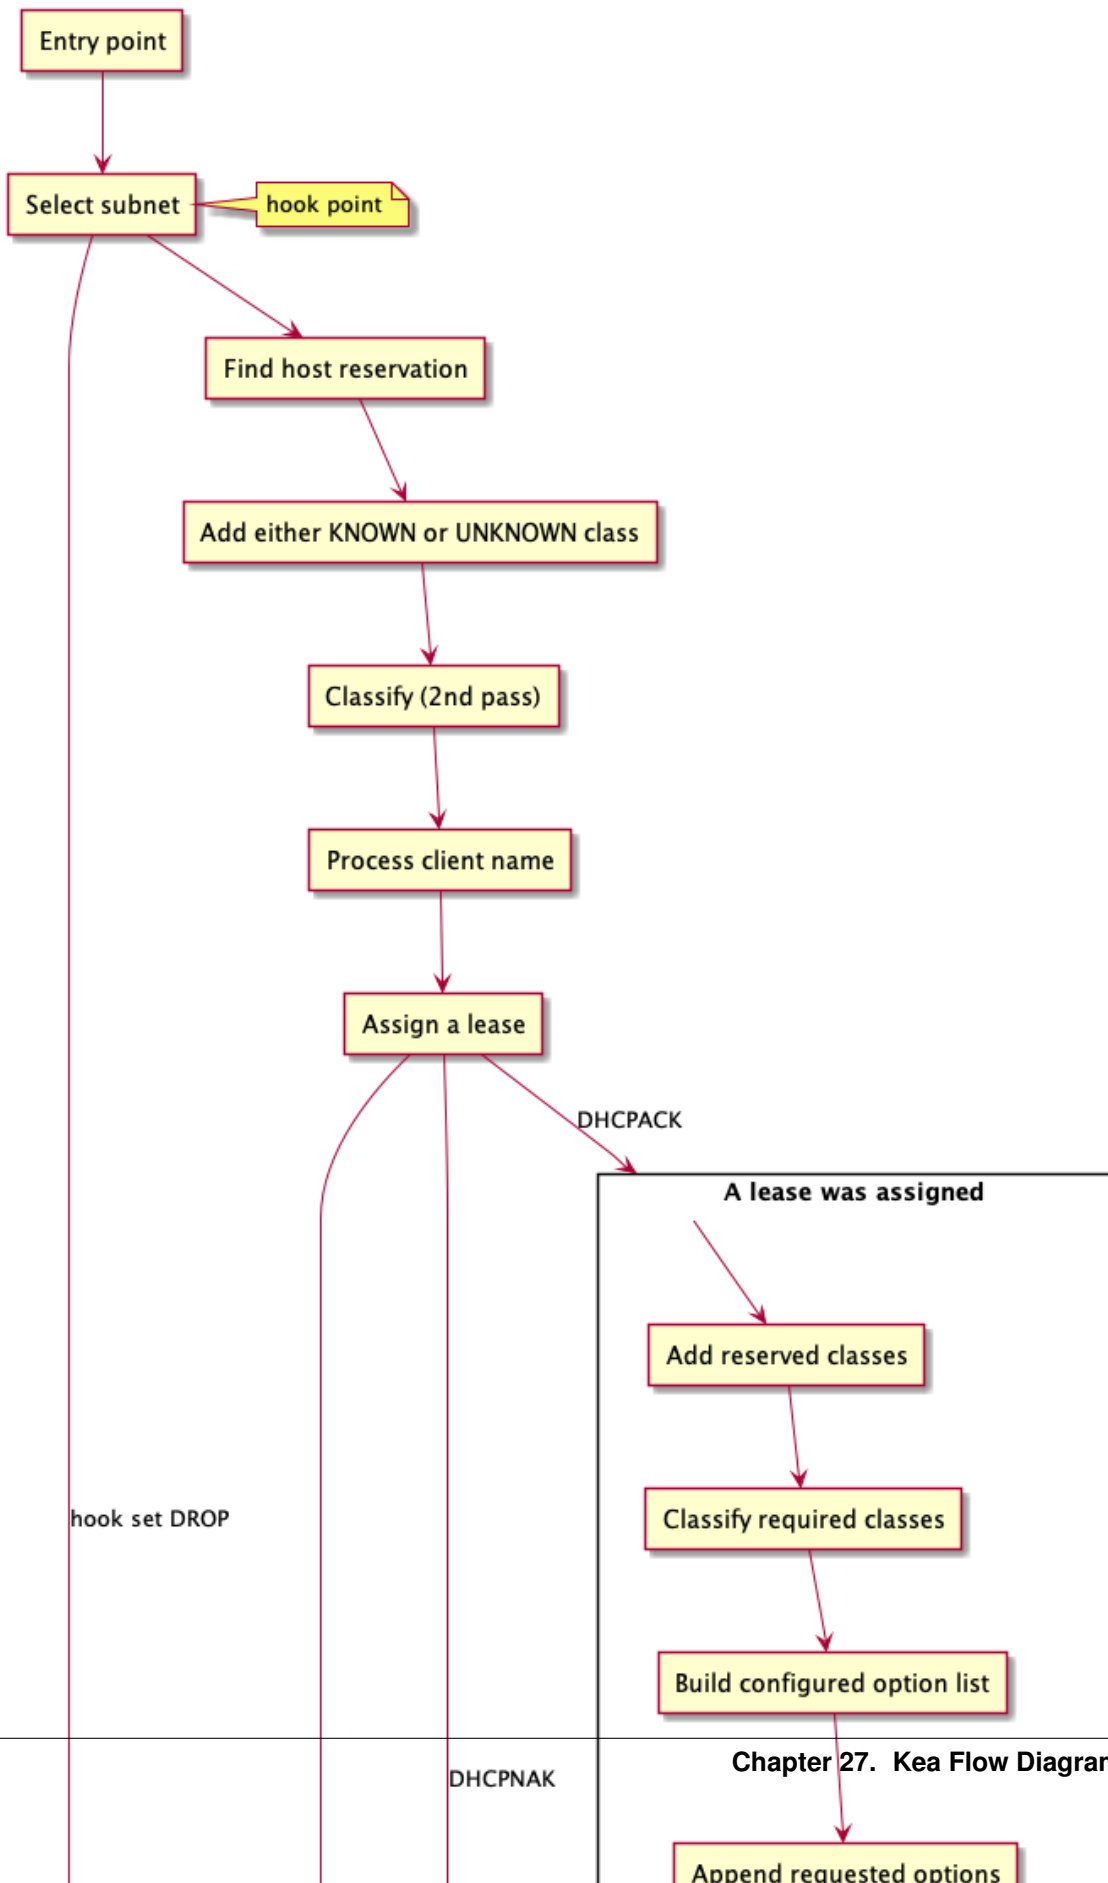 Entry point
Select subnet
hook point
Find host reservation
Add either KNOWN or UNKNOWN class
Classify (2nd pass)
Process client name
Assign a lease
DHCPACK
A lease was assigned
Add reserved classes
Classify required classes
hook set DROP
Build configured option list
Chapter 27. Kea Flow Diagram
DHCPNAK
Append requested options